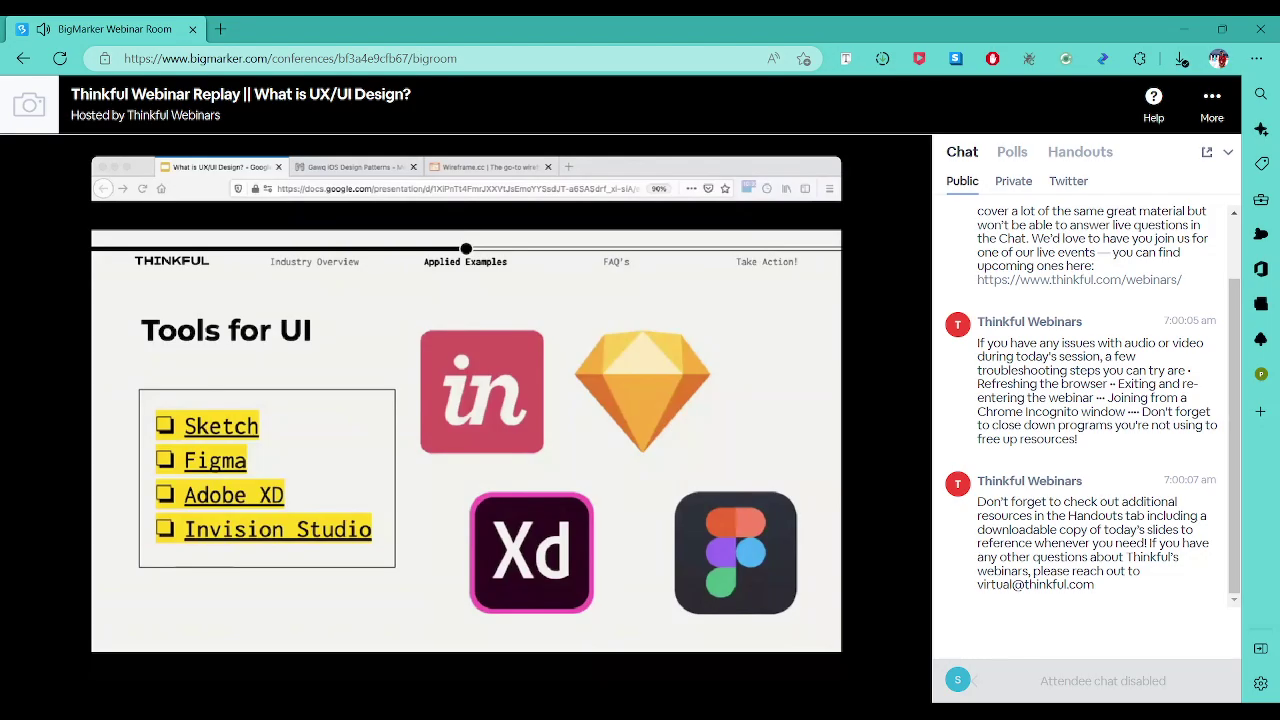 BigMarker Webinar Room
https://www.bigmarker.com/conferences/bf3a4e9cfb67/bigroom
Thinkful Webinar Replay || What is UX/UI Design?
Hosted by Thinkful Webinars
Help
More
What is UX/UI Design? - Googl
Gawq iOS Design Patterns – M
Wireframe.cc | The go-to wiref
90%
THINKFUL
Industry Overview
Applied Examples
FAQ's
Take Action!
Tools for UI
Sketch
Figma
Adobe XD
Invision Studio
in
Xd
Chat
Polls
Handouts
Public
Private
Twitter
cover a lot of the same great material but
won't be able to answer live questions in
the Chat. We'd love to have you join us for
one of our live events — you can find
upcoming ones here:
https://www.thinkful.com/webinars/
T
Thinkful Webinars
7:00:05 am
If you have any issues with audio or video
during today's session, a few
troubleshooting steps you can try are •
Refreshing the browser •• Exiting and re-
entering the webinar ••• Joining from a
Chrome Incognito window •••• Don't forget
to close down programs you're not using to
free up resources!
T
Thinkful Webinars
7:00:07 am
Don't forget to check out additional
resources in the Handouts tab including a
downloadable copy of today's slides to
reference whenever you need! If you have
any other questions about Thinkful's
webinars, please reach out to
virtual@thinkful.com
S
Attendee chat disabled